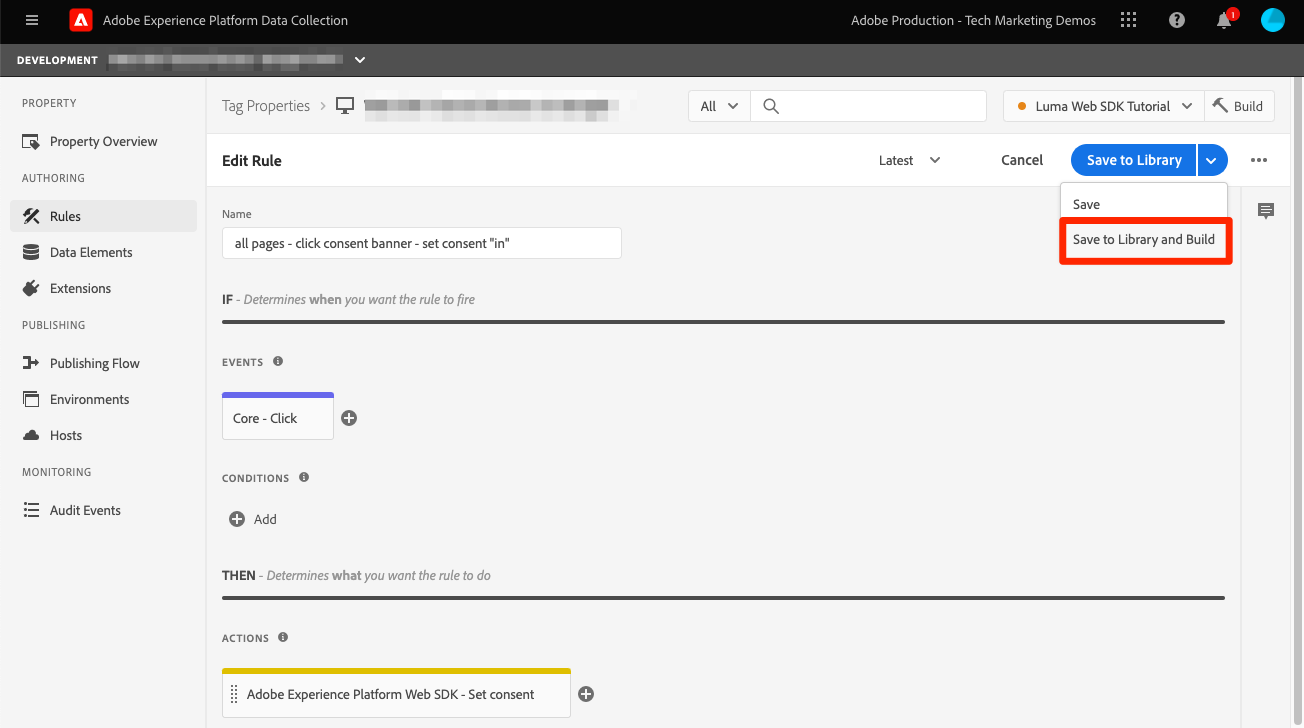 Adobe Experience Platform Data Collection
Adobe Production - Tech Marketing Demos
1
DEVELOPMENT
PROPERTY
Property Overview
AUTHORING
Rules
Data Elements
Extensions
PUBLISHING
Publishing Flow
Environments
Hosts
MONITORING
Audit Events
Tag Properties
All
Luma Web SDK Tutorial
Build
Edit Rule
Latest
Cancel
Save to Library
Save
Save to Library and Build
Name
all pages - click consent banner - set consent "in"
IF - Determines when you want the rule to fire
EVENTS
Core - Click
CONDITIONS
Add
THEN - Determines what you want the rule to do
ACTIONS
Adobe Experience Platform Web SDK - Set consent